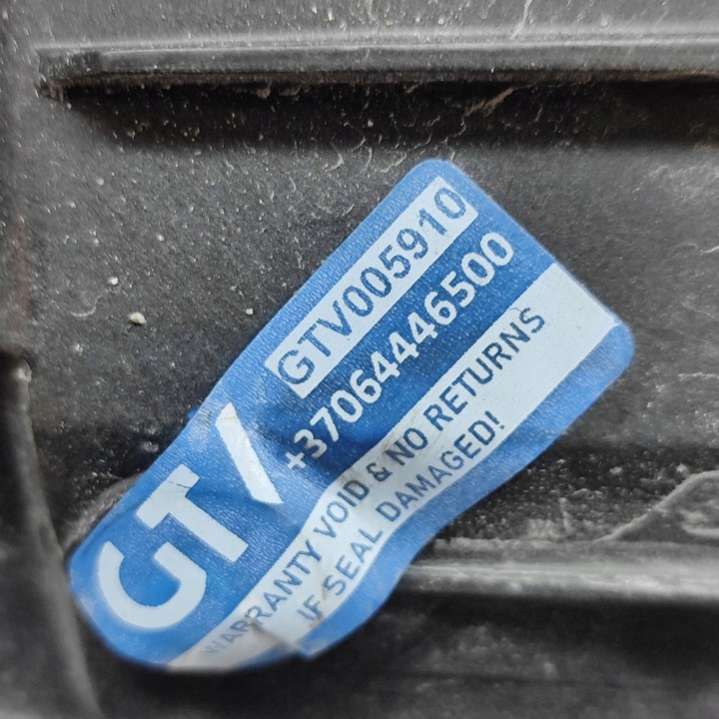 GTV005910
+37064446500
GT/
WARRANTY VOID & NO RETURNS
IF SEAL DAMAGED!